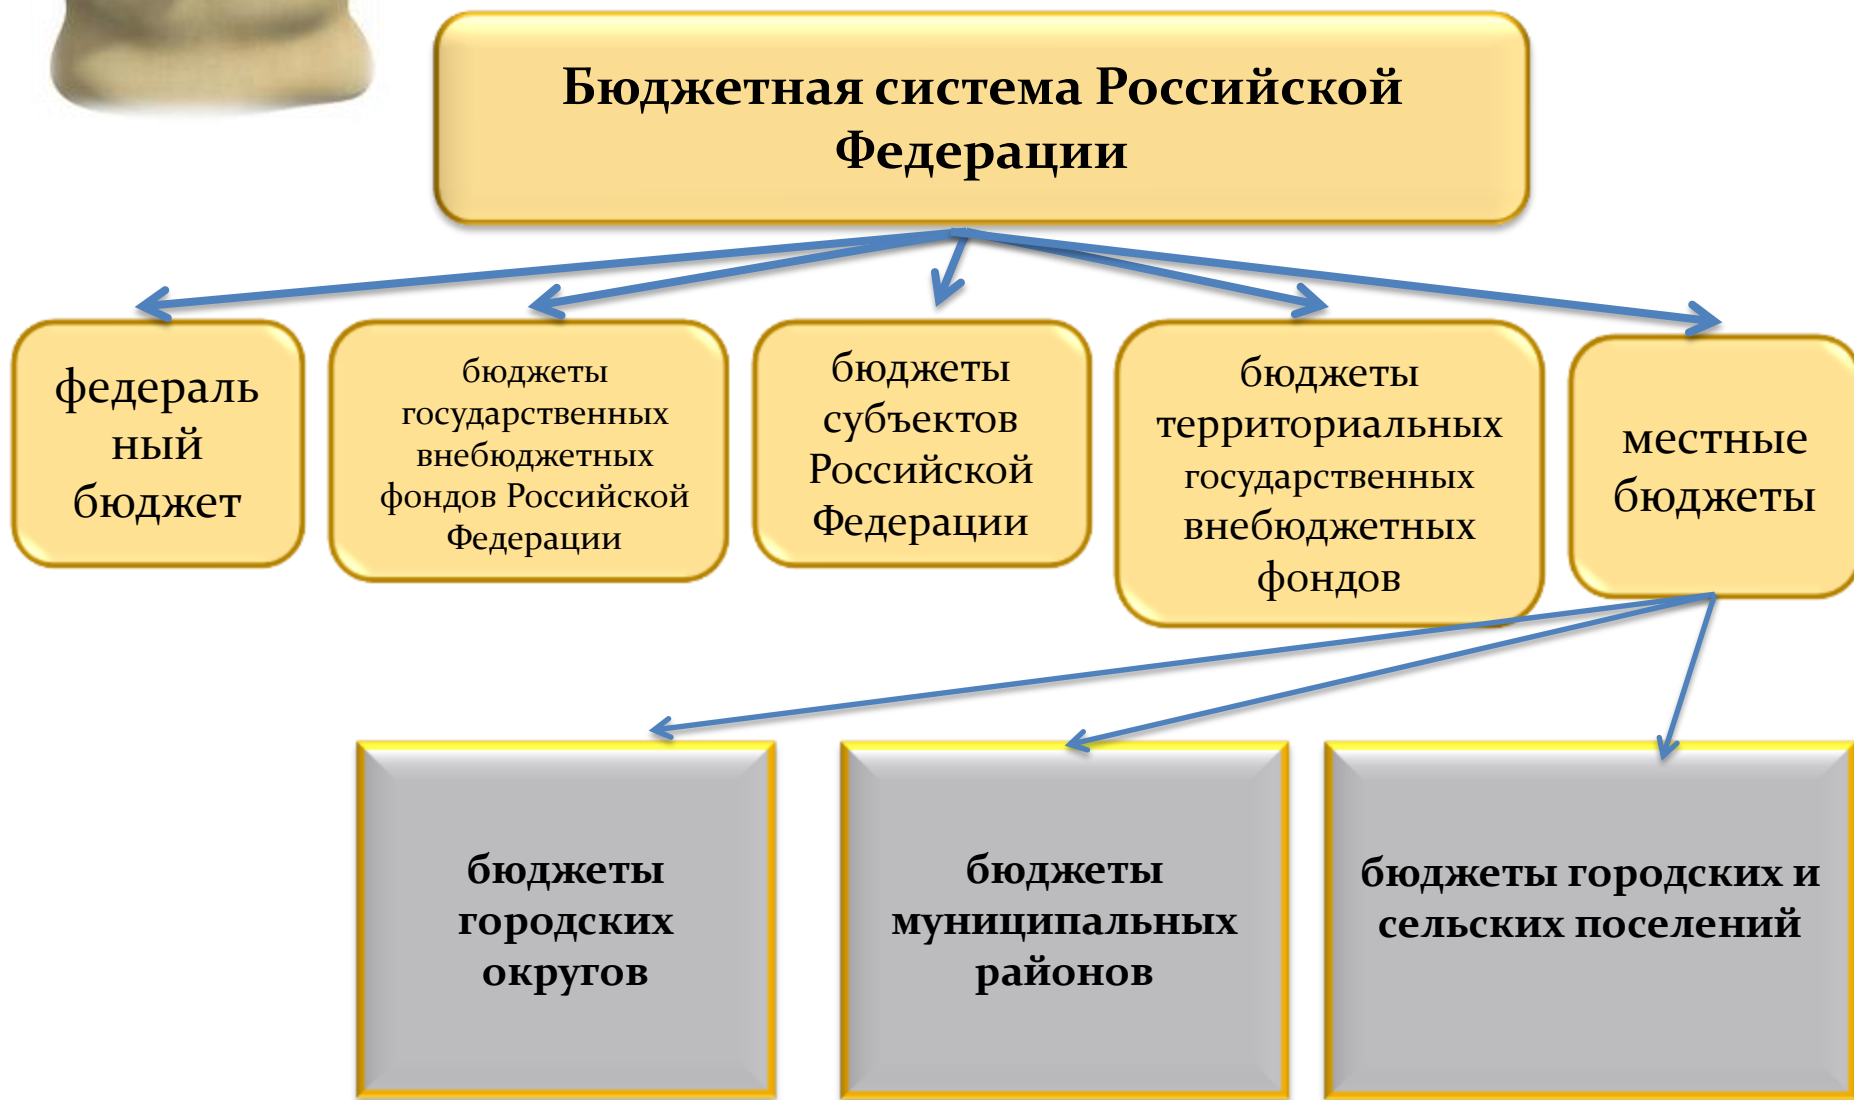 Бюджетная система Российской
Федерации
федераль
ный
бюджет
бюджеты
государственных
внебюджетных
фондов Российской
Федерации
бюджеты
субъектов
Российской
Федерации
бюджеты
территориальных
государственных
внебюджетных
фондов
местные
бюджеты
бюджеты
городских
округов
бюджеты
муниципальных
районов
бюджеты городских и
сельских поселений